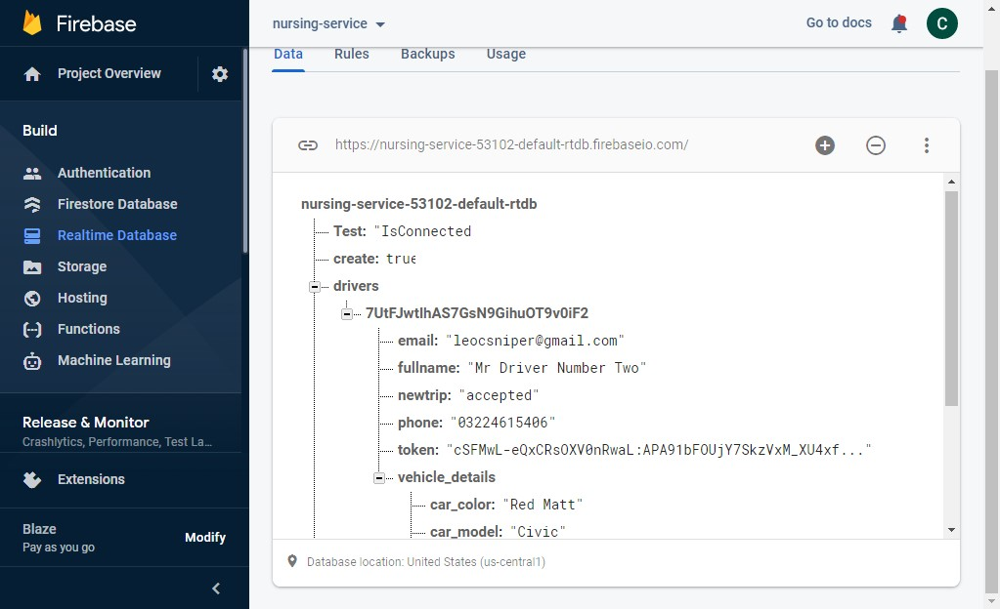 Firebase
nursing-service
Go to docs
C
Project Overview
Data Rules Backups Usage
Build
Authentication
Firestore Database
Realtime Database
Storage
Hosting
Functions
Machine Learning
Release & Monitor
Crashlytics, Performance, Test La...
Extensions
Blaze
Pay as you go
Modify
https://nursing-service-53102-default-rtdb.firebaseio.com/
nursing-service-53102-default-rtdb
Test: "IsConnected
create: true
drivers
7UtFJwtIhAS7GsN9GihuOT9v0iF2
email: "leocsniper@gmail.com"
fullname: "Mr Driver Number Two"
newtrip: "accepted"
phone: "03224615406"
token: "cSFMwL-eQxCRsOXV0nRwaL:APA91bFOUjY7SkzVxM_XU4xf..."
vehicle_details
car_color: "Red Matt"
car_model: "Civic"
Database location: United States (us-central1)